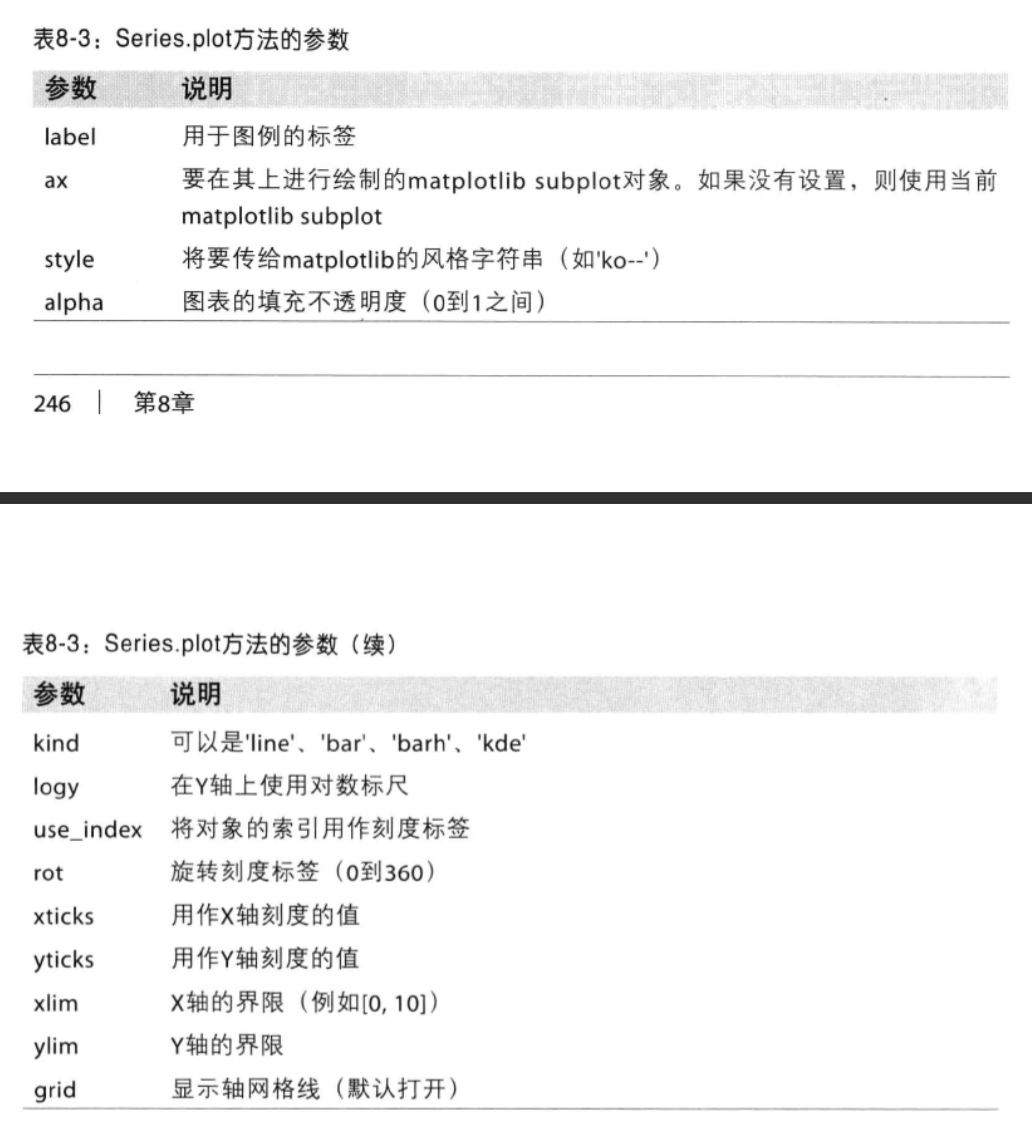 表8-3：Series.plot方法的参数
参数 说明
label 用于图例的标签
ax 要在其上进行绘制的matplotlib subplot对象。如果没有设置，则使用当前
matplotlib subplot
style 将要传给matplotlib的风格字符串（如'ko--'）
alpha 图表的填充不透明度（0到1之间）
246 | 第8章
表8-3：Series.plot方法的参数（续）
参数 说明
kind 可以是'line'、'bar'、'barh'、'kde'
logy 在Y轴上使用对数标尺
use_index 将对象的索引用作刻度标签
rot 旋转刻度标签（0到360）
xticks 用作X轴刻度的值
yticks 用作Y轴刻度的值
xlim X轴的界限（例如[0, 10]）
ylim Y轴的界限
grid 显示轴网格线（默认打开）